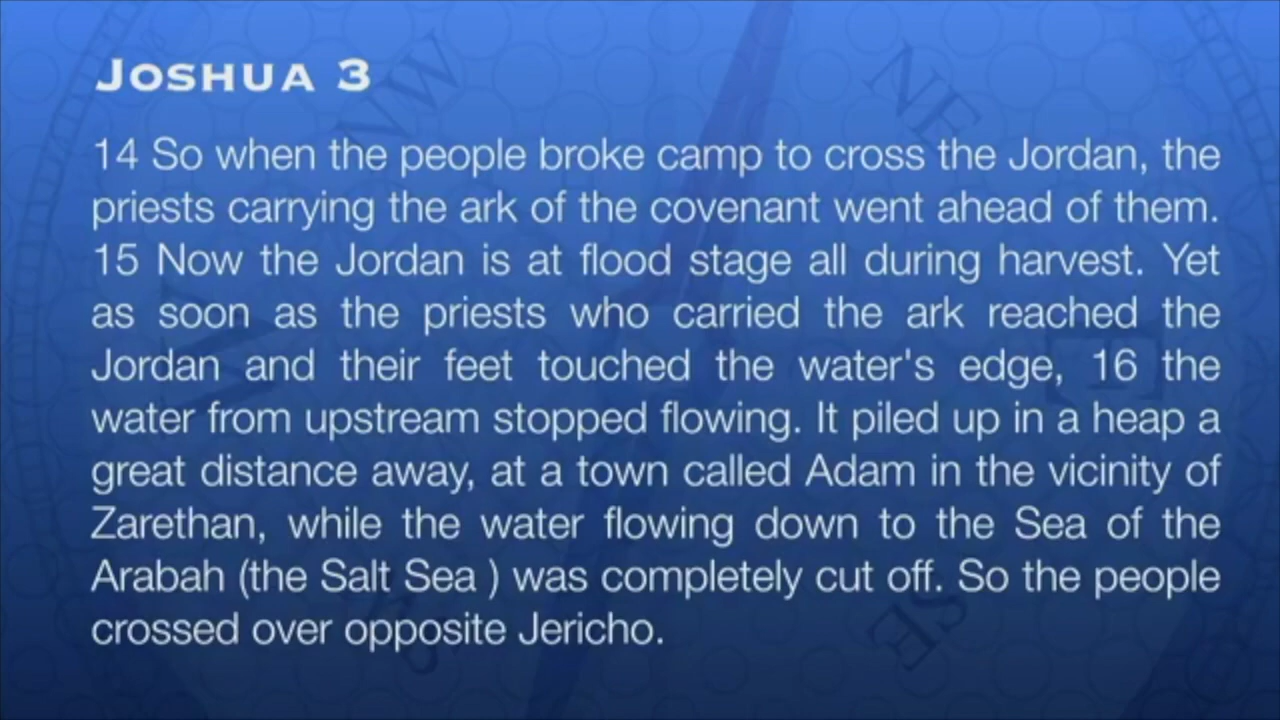 JOSHUA 3
14 So when the people broke camp to cross the Jordan, the
priests carrying the ark of the covenant went ahead of them.
15 Now the Jordan is at flood stage all during harvest. Yet
as soon as the priests who carried the ark reached the
Jordan and their feet touched the water's edge, 16 the
water from upstream stopped flowing. It piled up in a heap a
great distance away, at a town called Adam in the vicinity of
Zarethan, while the water flowing down to the Sea of the
Arabah (the Salt Sea ) was completely cut off. So the people
crossed over opposite Jericho.
NW
NE
W
E
SE